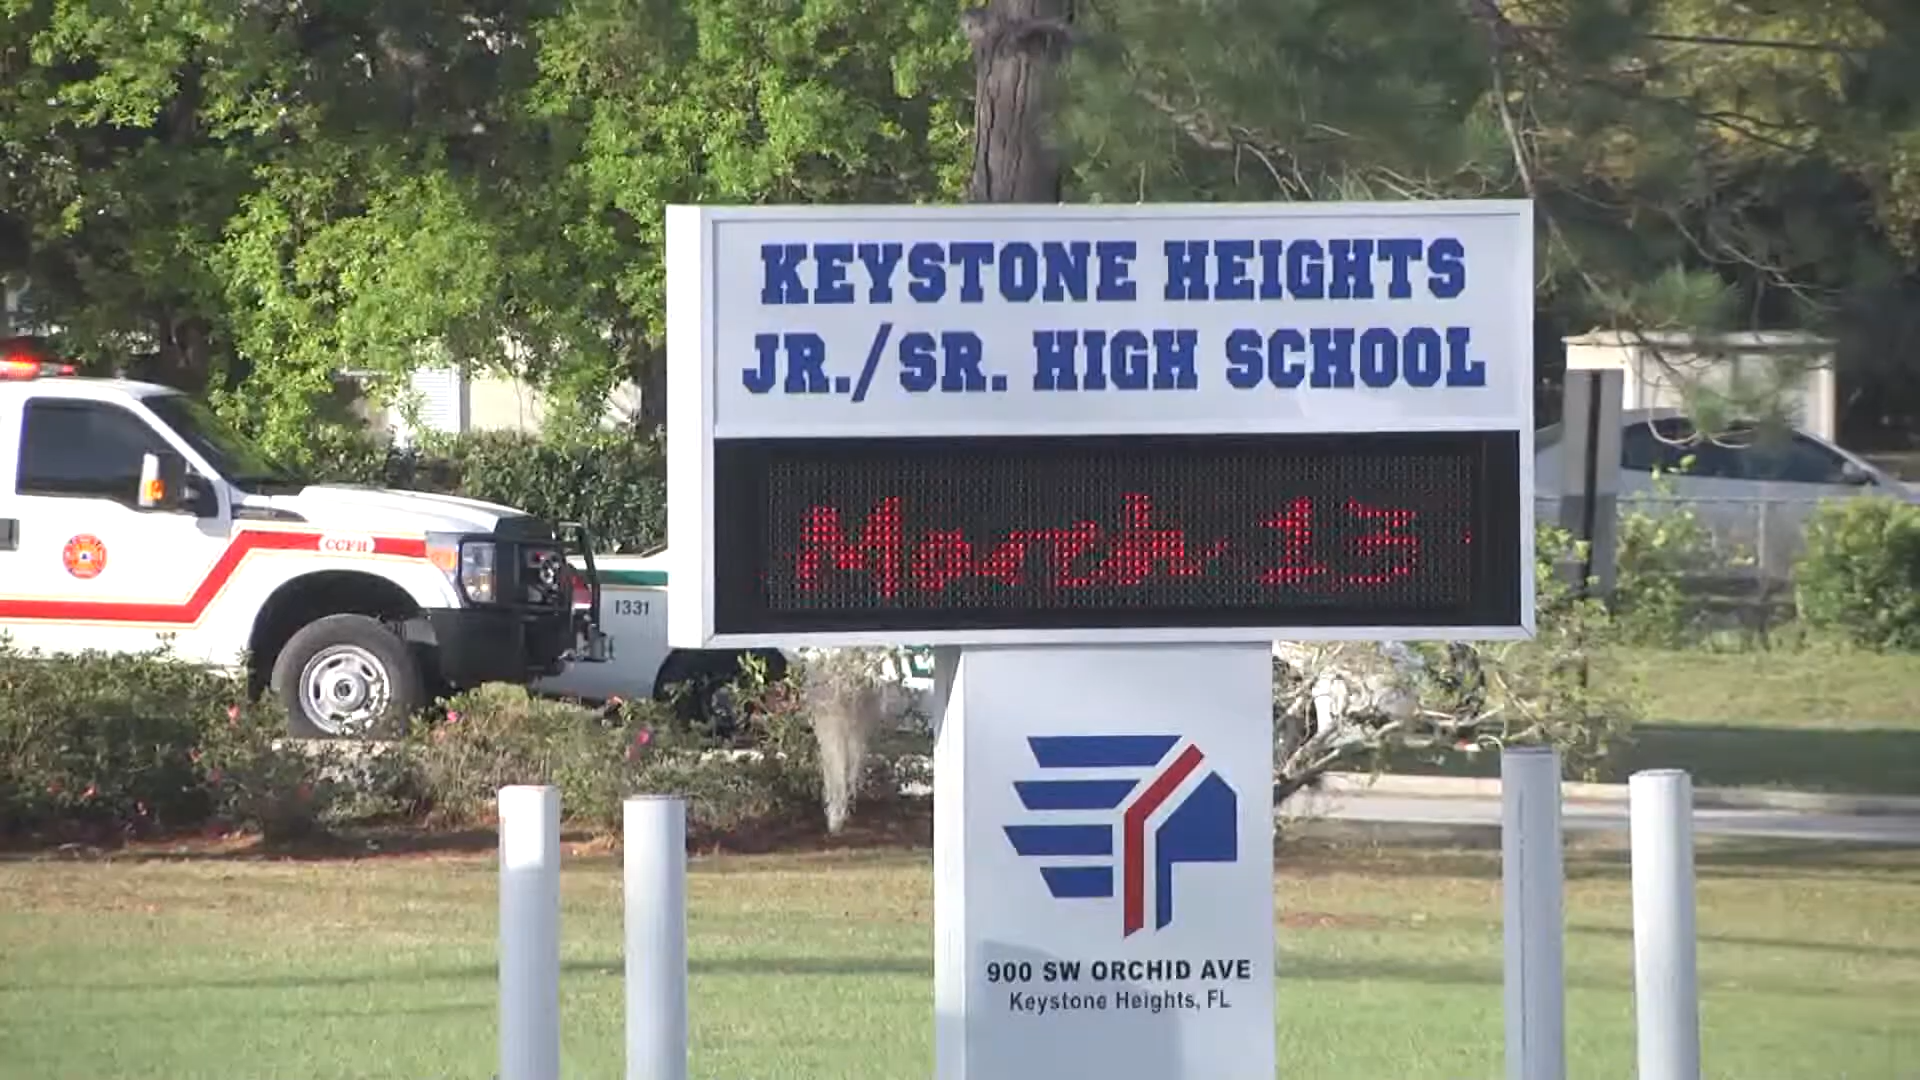 KEYSTONE HEIGHTS
JR./SR. HIGH SCHOOL
March 13
CCFR
1331
900 SW ORCHID AVE
Keystone Heights, FL